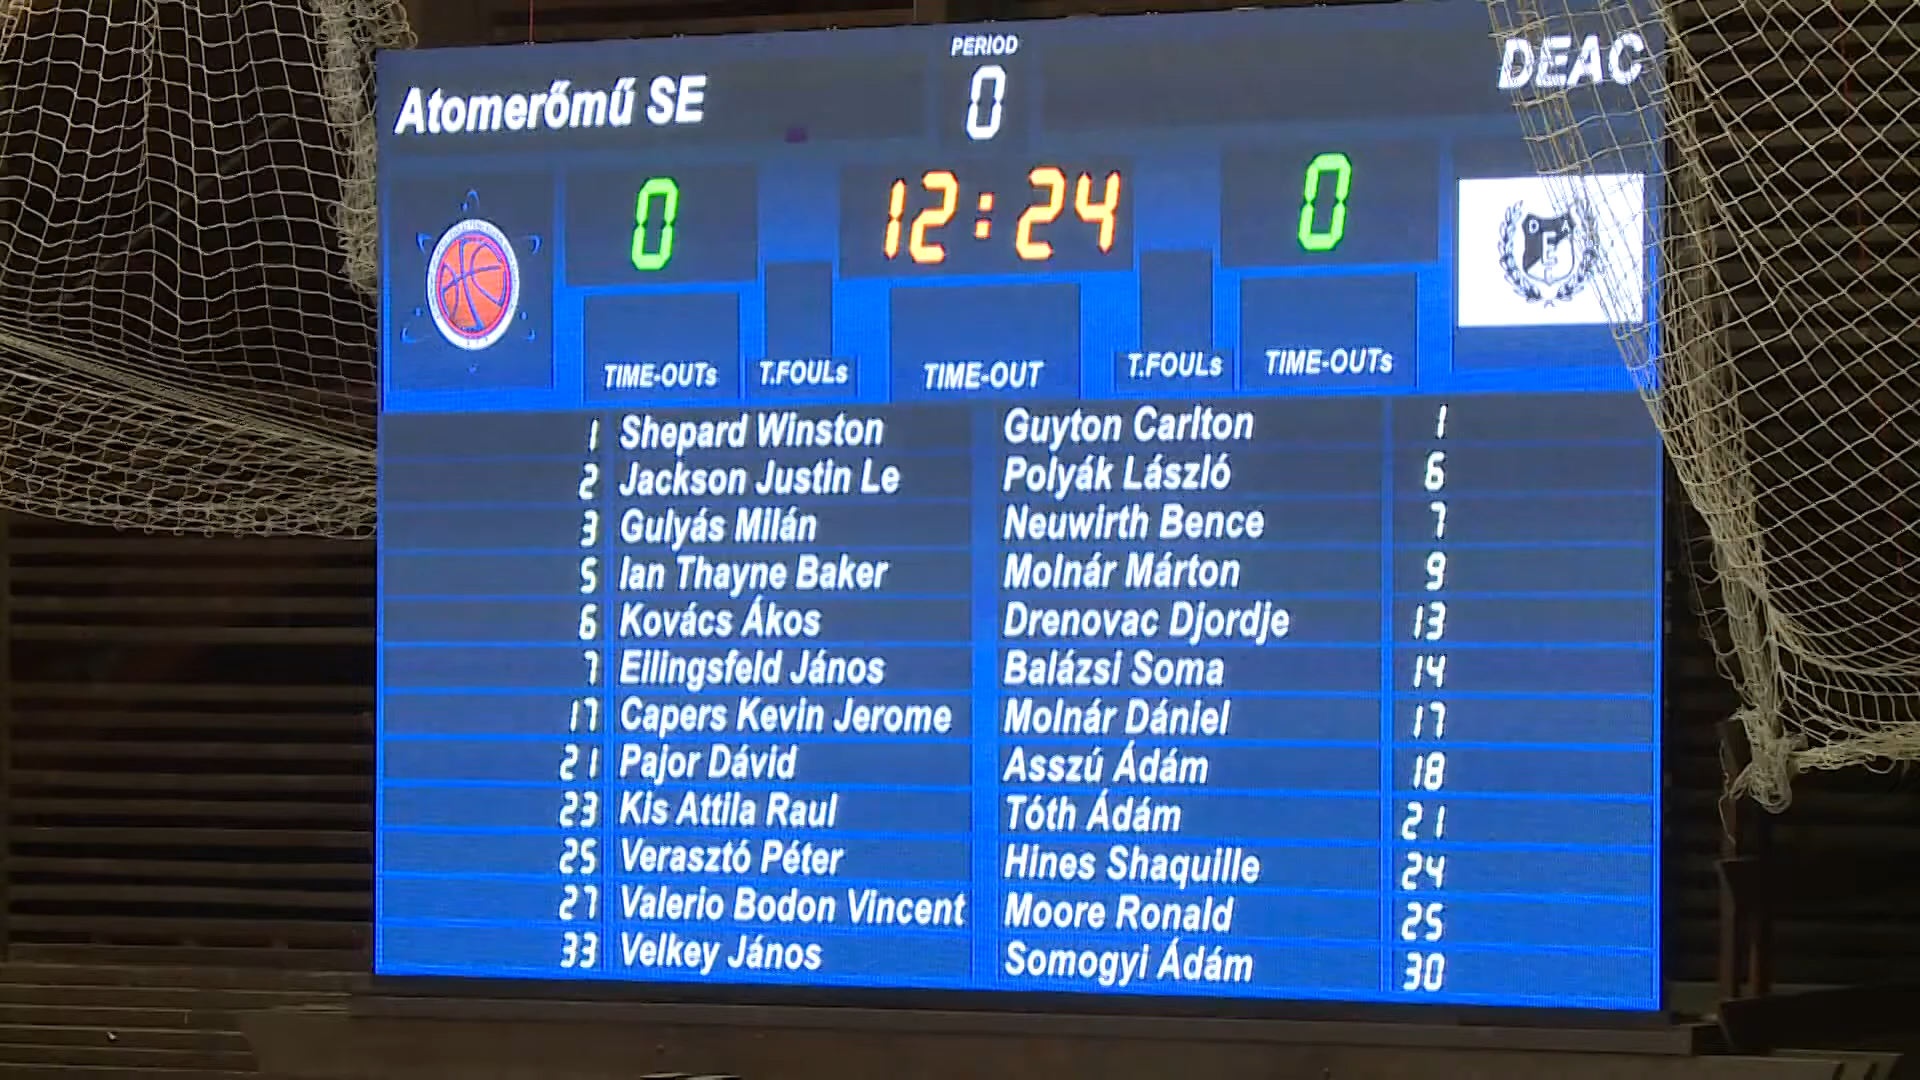 PERIOD
Atomerőmű SE 0 DEAC
0 12:24 0
TIME-OUTs T.FOULs TIME-OUT T.FOULs TIME-OUTs
1 Shepard Winston Guyton Carlton 1
2 Jackson Justin Le Polyák László 6
3 Gulyás Milán Neuwirth Bence 7
5 Ian Thayne Baker Molnár Márton 9
6 Kovács Ákos Drenovac Djordje 13
7 Eilingsfeld János Balázsi Soma 14
17 Capers Kevin Jerome Molnár Dániel 17
21 Pajor Dávid Asszú Ádám 18
23 Kis Attila Raul Tóth Ádám 21
25 Verasztó Péter Hines Shaquille 24
27 Valerio Bodon Vincent Moore Ronald 25
33 Velkey János Somogyi Ádám 30